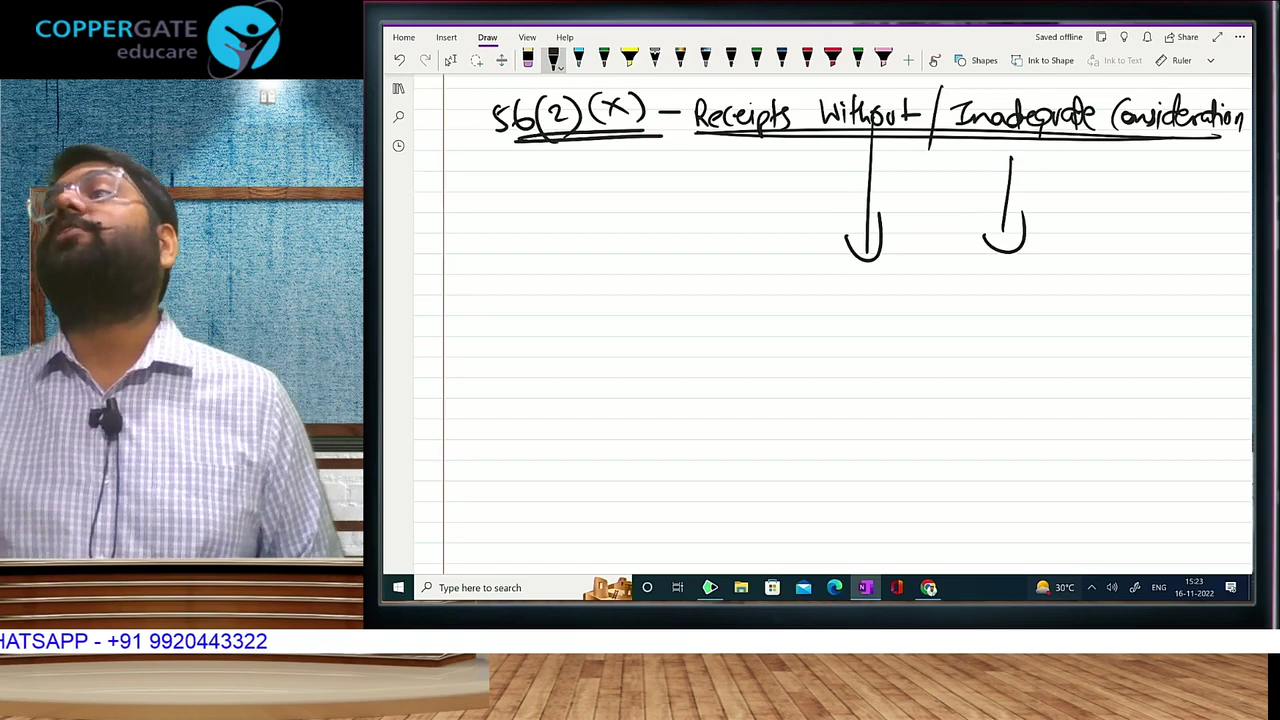 COPPERGATE
educare
Home Insert Draw View Help
Saved offline Share
Shapes Ink to Shape Ink to Text Ruler
56(2)(x) – Receipts Without / Inadequate Consideration
Type here to search
30°C ENG 15:23
16-11-2022
HATSAPP - +91 9920443322